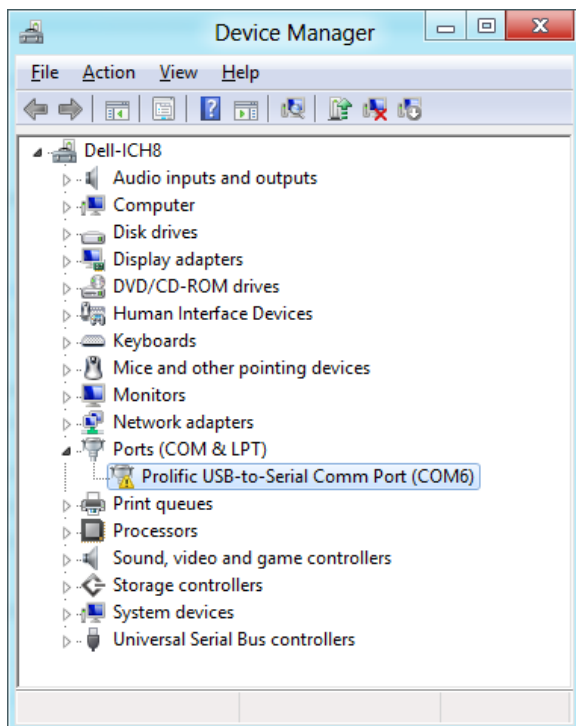 Device Manager
File Action View Help
Dell-ICH8
Audio inputs and outputs
Computer
Disk drives
Display adapters
DVD/CD-ROM drives
Human Interface Devices
Keyboards
Mice and other pointing devices
Monitors
Network adapters
Ports (COM & LPT)
Prolific USB-to-Serial Comm Port (COM6)
Print queues
Processors
Sound, video and game controllers
Storage controllers
System devices
Universal Serial Bus controllers